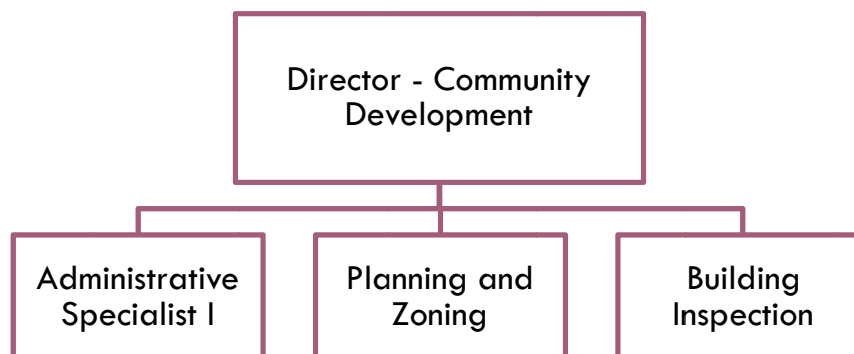 Director - Community
Development
Administrative
Specialist I
Planning and
Zoning
Building
Inspection